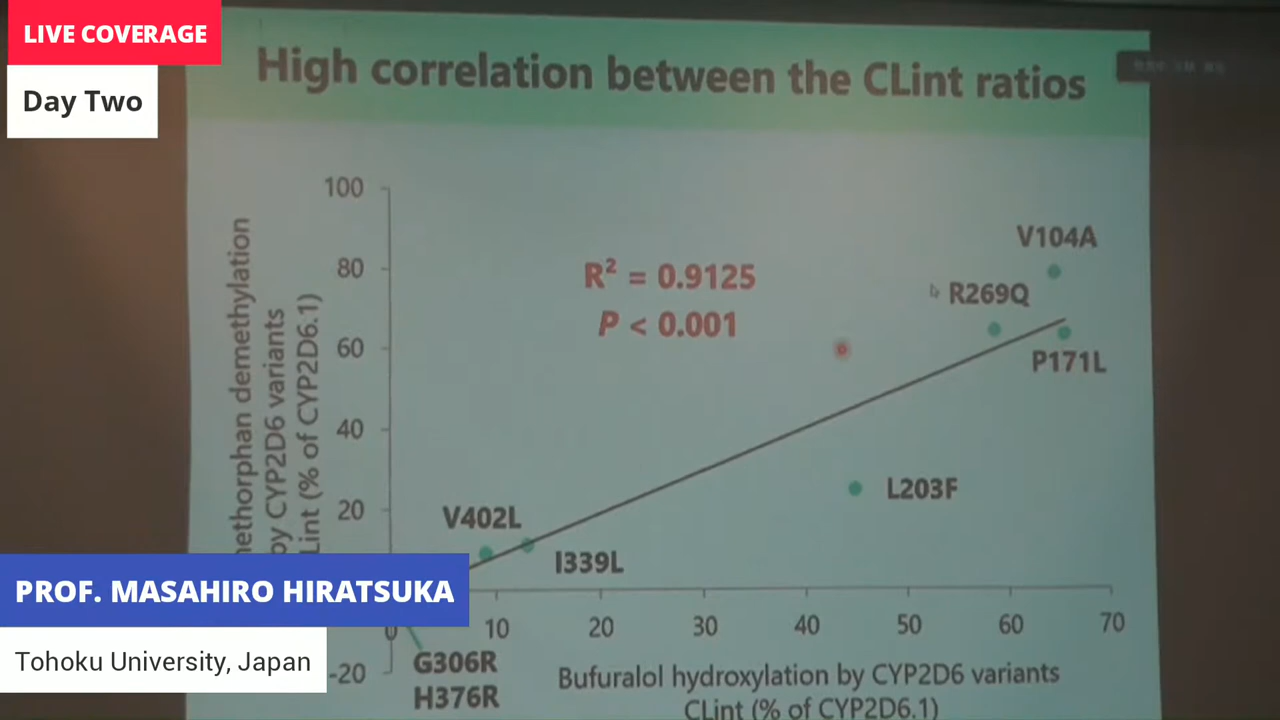 LIVE COVERAGE
Day Two
High correlation between the CLint ratios
100
80
60
40
20
-20
R² = 0.9125
P < 0.001
V104A
R269Q
P171L
L203F
V402L
I339L
G306R
H376R
demethylation
by CYP2D6 variants
(% of CYP2D6.1)
0
10
20
30
40
50
60
70
Bufuralol hydroxylation by CYP2D6 variants
CLint (% of CYP2D6.1)
PROF. MASAHIRO HIRATSUKA
Tohoku University, Japan